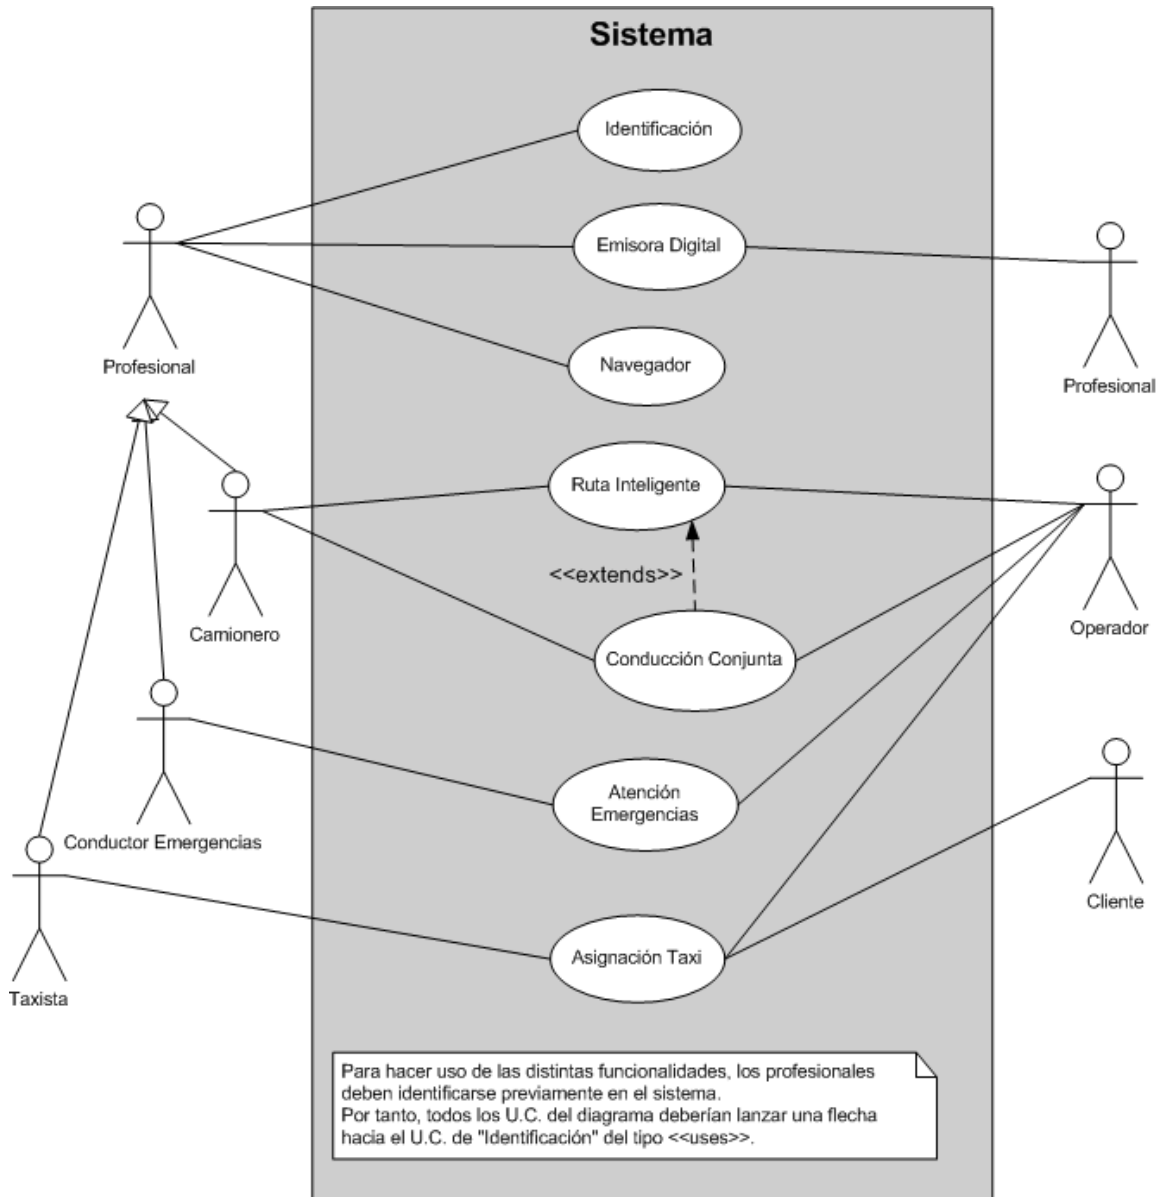 Sistema
Identificación
Emisora Digital
Profesional
Navegador
Profesional
Ruta Inteligente
<<extends>>
Camionero
Operador
Conducción Conjunta
Atención
Emergencias
Conductor Emergencias
Cliente
Asignación Taxi
Taxista
Para hacer uso de las distintas funcionalidades, los profesionales
deben identificarse previamente en el sistema.
Por tanto, todos los U.C. del diagrama deberían lanzar una flecha
hacia el U.C. de "Identificación" del tipo <<uses>>.